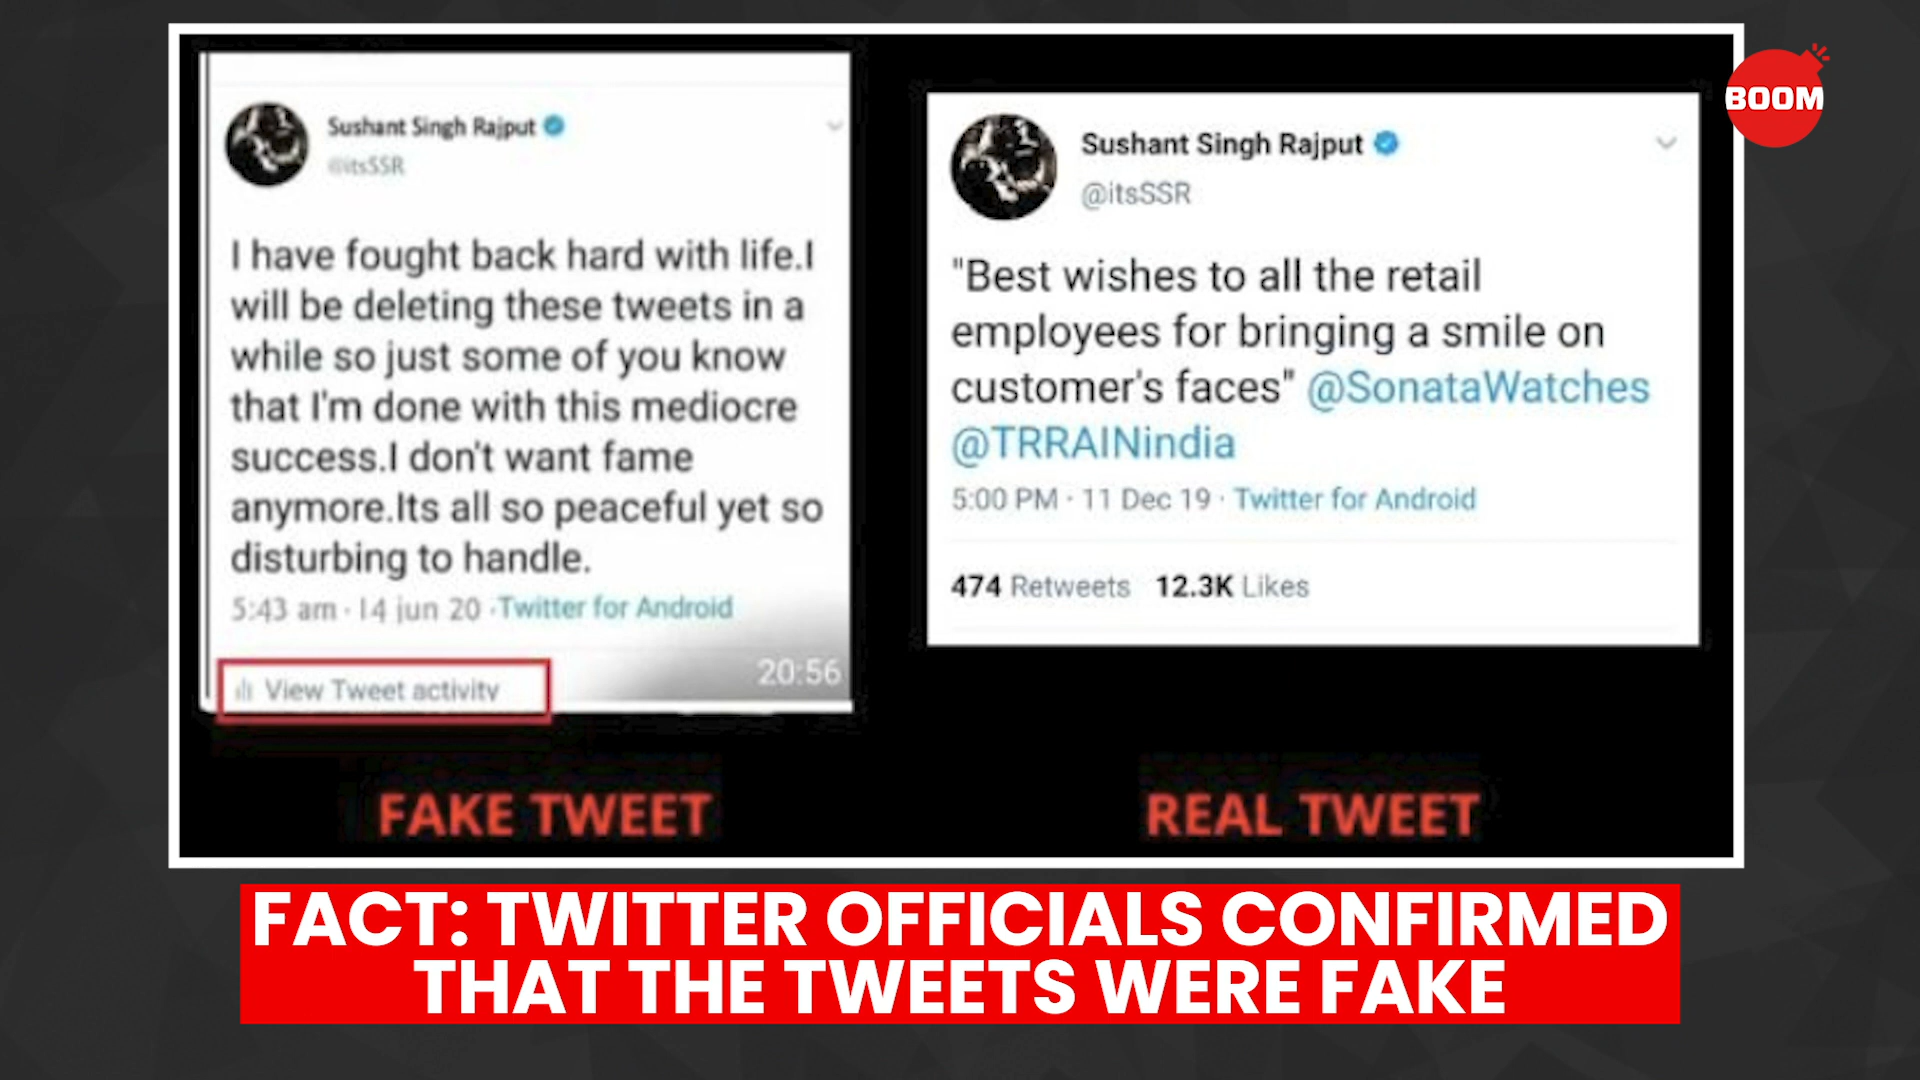 BOOM
Sushant Singh Rajput
@itsSSR
I have fought back hard with life.I
will be deleting these tweets in a
while so just some of you know
that I'm done with this mediocre
success.I don't want fame
anymore.Its all so peaceful yet so
disturbing to handle.
5:43 am · 14 jun 20 · Twitter for Android
20:56
View Tweet activity
FAKE TWEET
Sushant Singh Rajput
@itsSSR
"Best wishes to all the retail
employees for bringing a smile on
customer's faces" @SonataWatches
@TRRAINindia
5:00 PM · 11 Dec 19 · Twitter for Android
474 Retweets 12.3K Likes
REAL TWEET
FACT: TWITTER OFFICIALS CONFIRMED
THAT THE TWEETS WERE FAKE